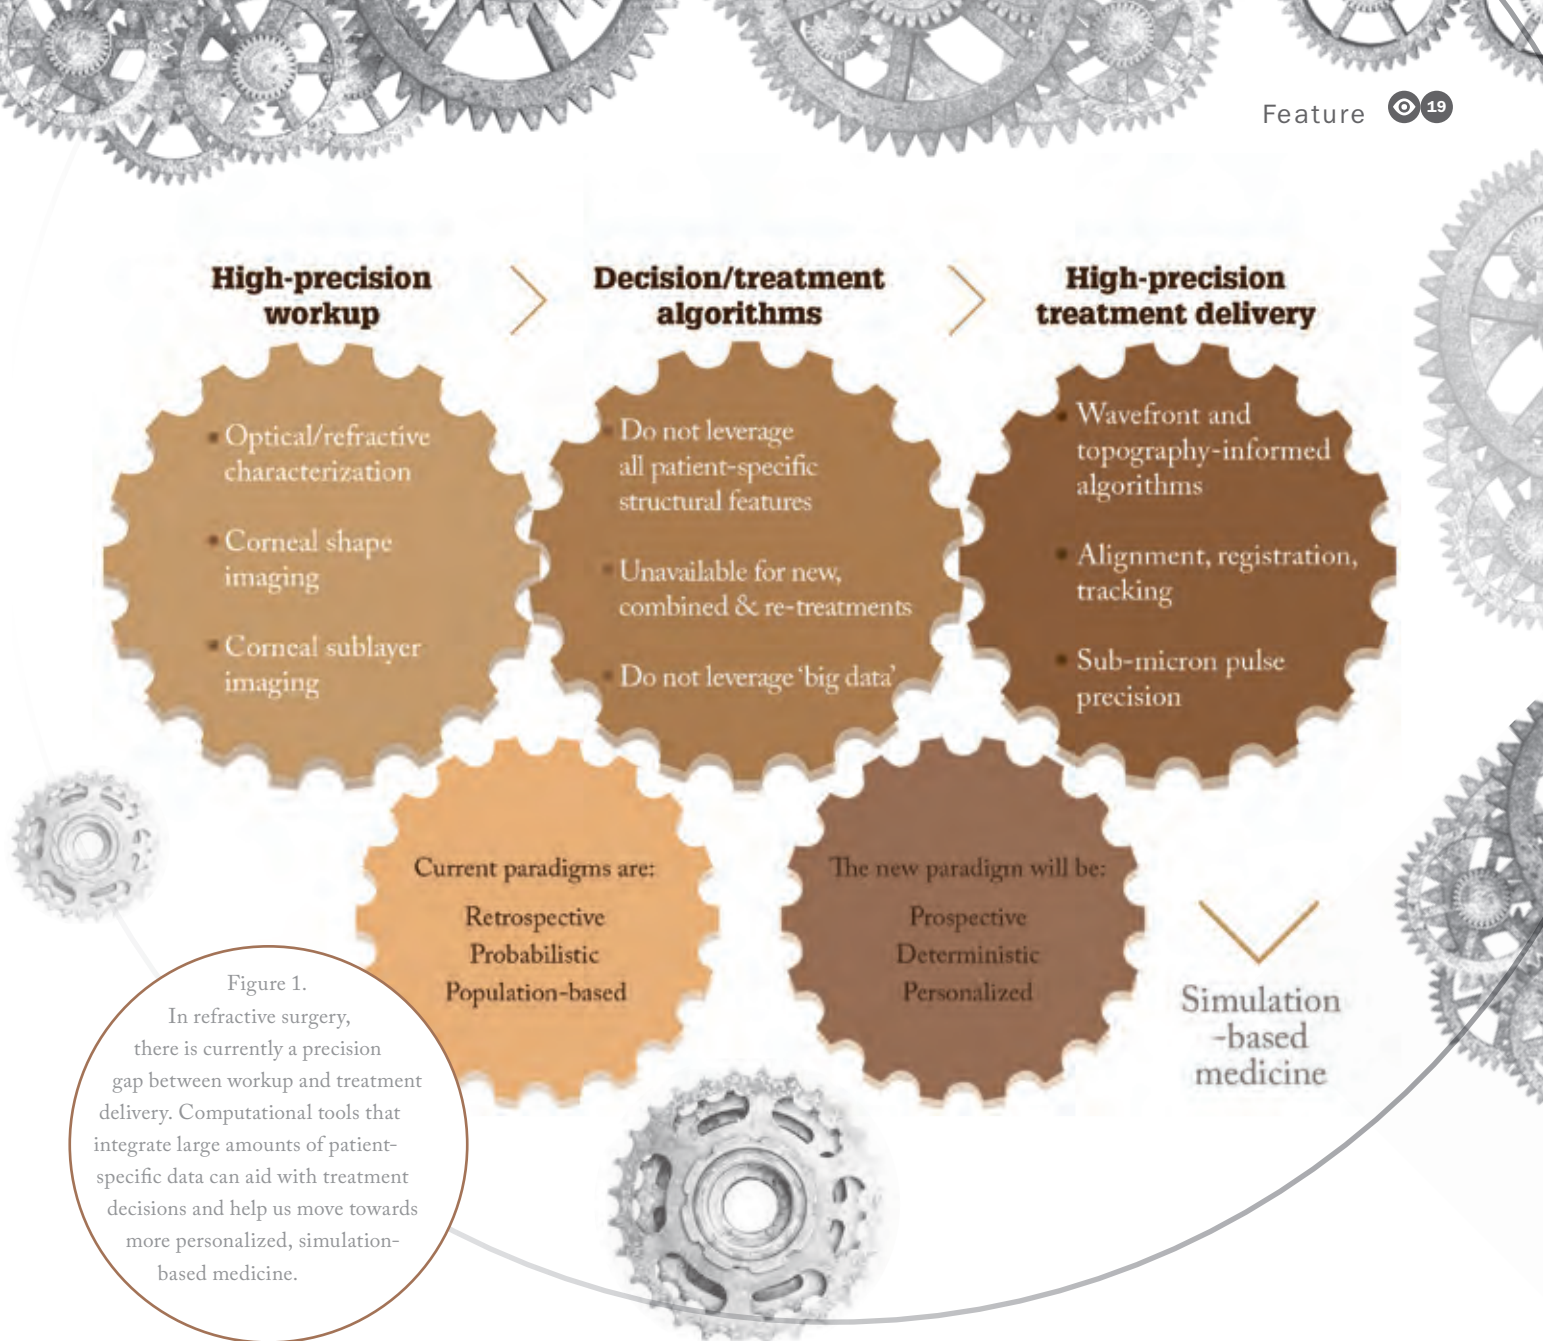 Feature 19
High-precision
workup
Decision/treatment
algorithms
High-precision
treatment delivery
▪ Optical/refractive
characterization
▪ Corneal shape
imaging
▪ Corneal sublayer
imaging
▪ Do not leverage
all patient-specific
structural features
▪ Unavailable for new,
combined & re-treatments
▪ Do not leverage ‘big data’
▪ Wavefront and
topography-informed
algorithms
▪ Alignment, registration,
tracking
▪ Sub-micron pulse
precision
Current paradigms are:
Retrospective
Probabilistic
Population-based
The new paradigm will be:
Prospective
Deterministic
Personalized
Simulation
-based
medicine
Figure 1.
In refractive surgery,
there is currently a precision
gap between workup and treatment
delivery. Computational tools that
integrate large amounts of patient-
specific data can aid with treatment
decisions and help us move towards
more personalized, simulation-
based medicine.